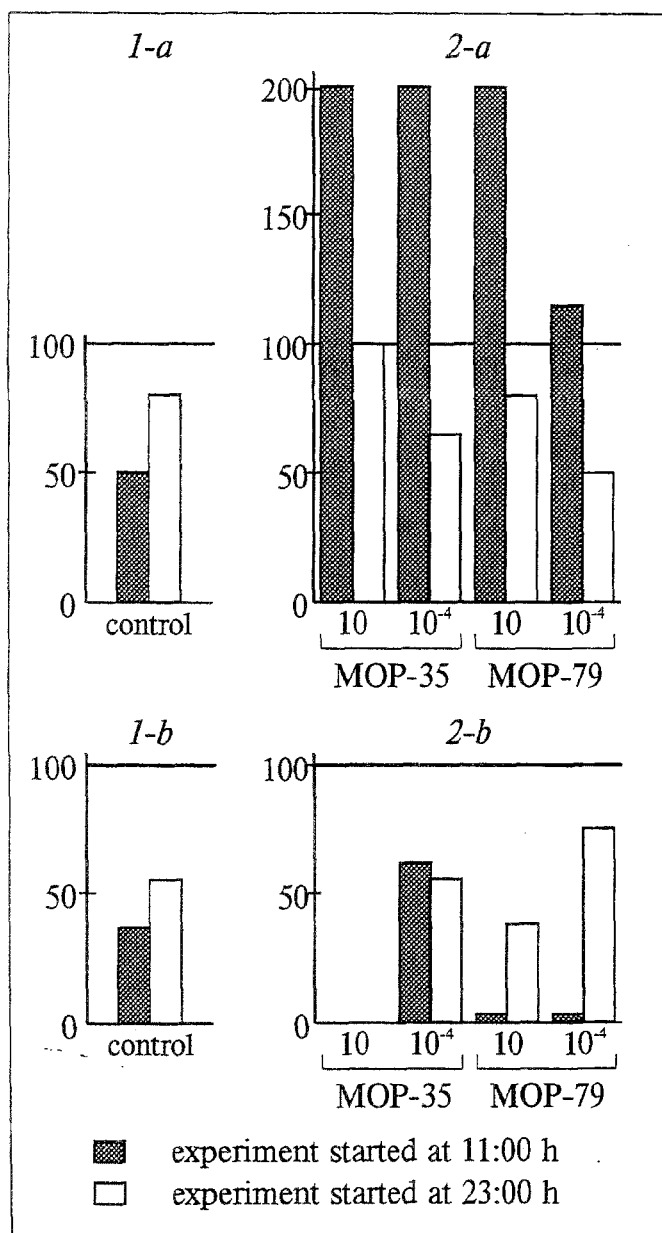 1-a
2-a
200
150
100
50
0
control
100
50
0
10 10⁻⁴ 10 10⁻⁴
MOP-35 MOP-79
1-b
2-b
100
50
0
control
100
50
0
10 10⁻⁴ 10 10⁻⁴
MOP-35 MOP-79
experiment started at 11:00 h
experiment started at 23:00 h